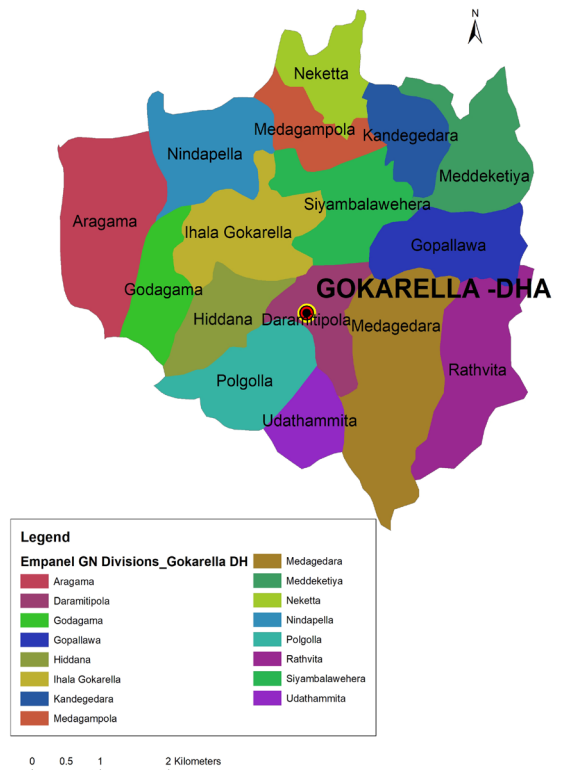 N
Neketta
Medagampola
Kandegedara
Nindapella
Meddeketiya
Siyambalawehera
Aragama
Ihala Gokarella
Gopallawa
Godagama
GOKARELLA -DHA
Hiddana
Daramitipola
Medagedara
Rathvita
Polgolla
Udathammita
Legend
Empanel GN Divisions_Gokarella DH
Aragama
Daramitipola
Godagama
Gopallawa
Hiddana
Ihala Gokarella
Kandegedara
Medagampola
Medagedara
Meddeketiya
Neketta
Nindapella
Polgolla
Rathvita
Siyambalawehera
Udathammita
0 0.5 1 2 Kilometers